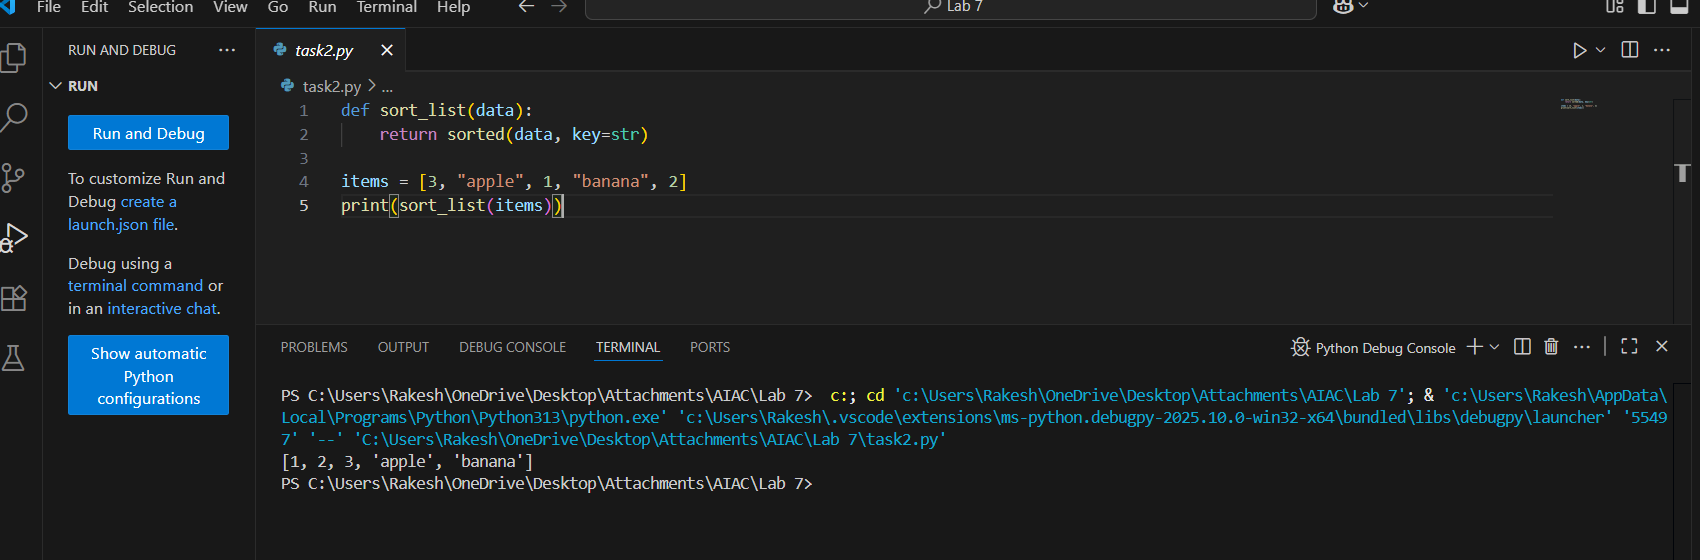 File Edit Selection View Go Run Terminal Help
Lab 7
RUN AND DEBUG ...
task2.py
RUN
Run and Debug
To customize Run and
Debug create a
launch.json file.
Debug using a
terminal command or
in an interactive chat.
Show automatic
Python
configurations
task2.py > ...
1 def sort_list(data):
2     return sorted(data, key=str)
3
4 items = [3, "apple", 1, "banana", 2]
5 print(sort_list(items))
PROBLEMS OUTPUT DEBUG CONSOLE TERMINAL PORTS
Python Debug Console
PS C:\Users\Rakesh\OneDrive\Desktop\Attachments\AIAC\Lab 7>  c:; cd 'c:\Users\Rakesh\OneDrive\Desktop\Attachments\AIAC\Lab 7'; & 'c:\Users\Rakesh\AppData\
Local\Programs\Python\Python313\python.exe' 'c:\Users\Rakesh\.vscode\extensions\ms-python.debugpy-2025.10.0-win32-x64\bundled\libs\debugpy\launcher' '5549
7' '--' 'C:\Users\Rakesh\OneDrive\Desktop\Attachments\AIAC\Lab 7\task2.py'
[1, 2, 3, 'apple', 'banana']
PS C:\Users\Rakesh\OneDrive\Desktop\Attachments\AIAC\Lab 7>